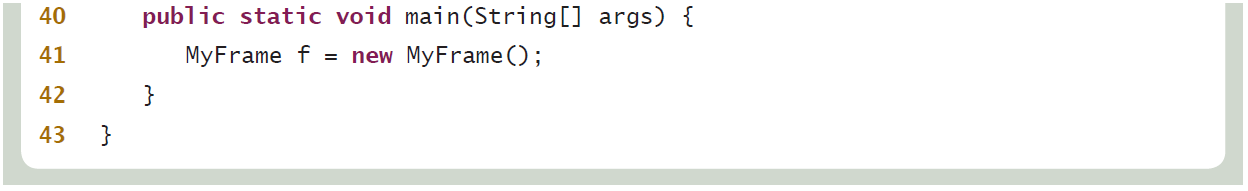 40 public static void main(String[] args) {
41 MyFrame f = new MyFrame();
42 }
43 }